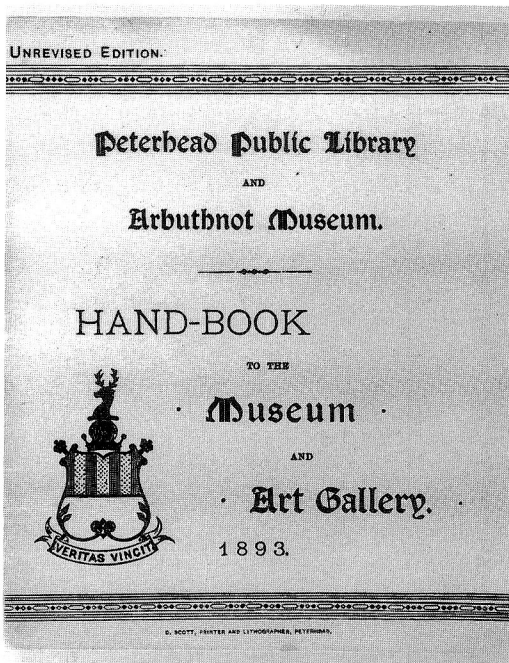 UNREVISED EDITION.
Peterhead Public Library
AND
Arbuthnot Museum.
HAND-BOOK
TO THE
Museum
AND
Art Gallery.
1893.
VERITAS VINCIT
D. SCOTT, PRINTER AND LITHOGRAPHER, PETERHEAD.